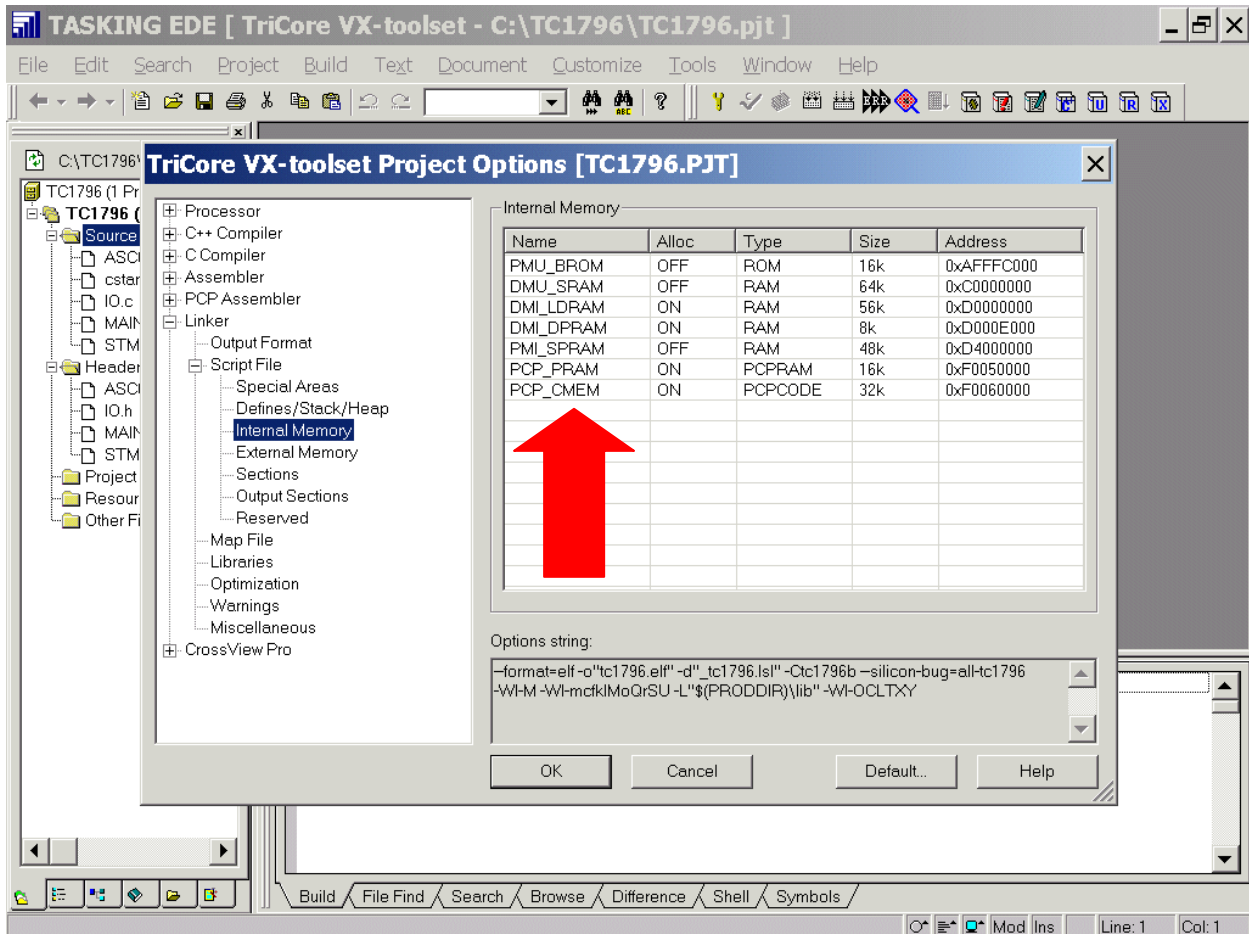 TASKING EDE [ TriCore VX-toolset - C:\TC1796\TC1796.pjt ]
File Edit Search Project Build Text Document Customize Tools Window Help
C:\TC1796\
TC1796 (1 Pr
TC1796 (
Source
ASC
cstar
IO.c
MAIN
STM
Header
ASC
IO.h
MAIN
STM
Project
Resour
Other Fi
TriCore VX-toolset Project Options [TC1796.PJT]
Processor
C++ Compiler
C Compiler
Assembler
PCP Assembler
Linker
Output Format
Script File
Special Areas
Defines/Stack/Heap
Internal Memory
External Memory
Sections
Output Sections
Reserved
Map File
Libraries
Optimization
Warnings
Miscellaneous
CrossView Pro
Internal Memory
Name Alloc Type Size Address
PMU_BROM OFF ROM 16k 0xAFFFC000
DMU_SRAM OFF RAM 64k 0xC0000000
DMI_LDRAM ON RAM 56k 0xD0000000
DMI_DPRAM ON RAM 8k 0xD000E000
PMI_SPRAM OFF RAM 48k 0xD4000000
PCP_PRAM ON PCPRAM 16k 0xF0050000
PCP_CMEM ON PCPCODE 32k 0xF0060000
Options string:
--format=elf -o"tc1796.elf" -d"_tc1796.lsl" -Ctc1796b --silicon-bug=all-tc1796
-Wl-M -Wl-mcfklMoQrSU -L"$(PRODDIR)\lib" -Wl-OCLTXY
OK Cancel Default... Help
Build File Find Search Browse Difference Shell Symbols
Mod Ins Line: 1 Col: 1